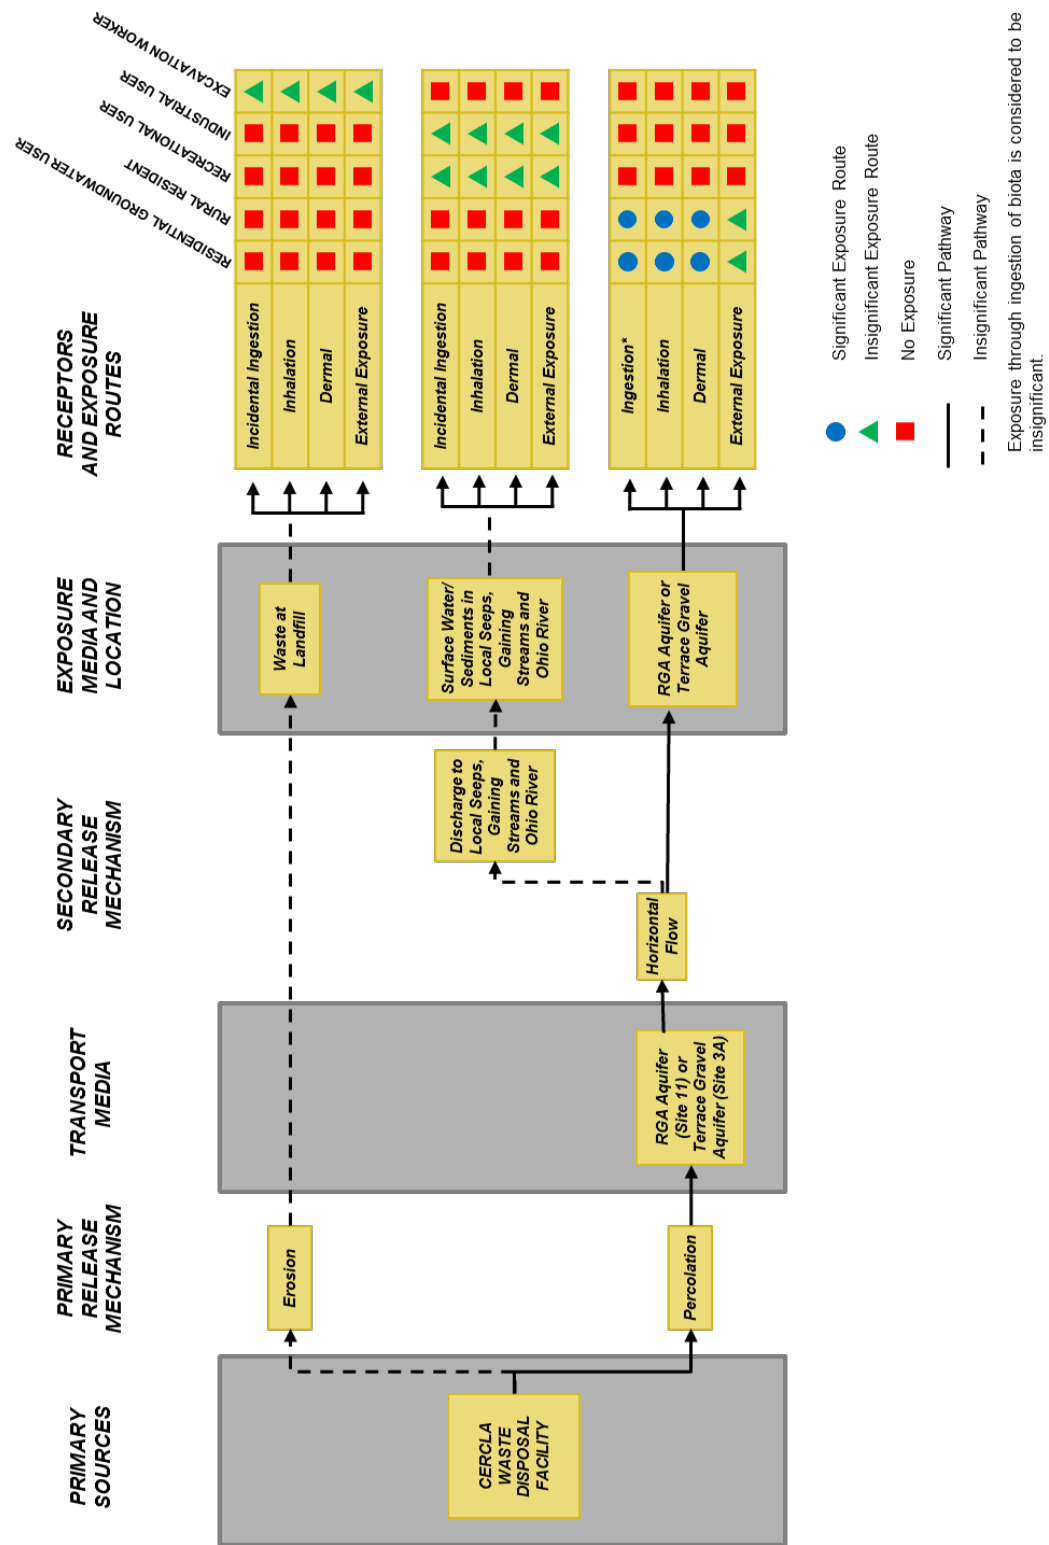 PRIMARY
SOURCES
PRIMARY
RELEASE
MECHANISM
TRANSPORT
MEDIA
SECONDARY
RELEASE
MECHANISM
EXPOSURE
MEDIA AND
LOCATION
RECEPTORS
AND EXPOSURE
ROUTES
RESIDENTIAL GROUNDWATER USER
RURAL RESIDENT
RECREATIONAL USER
INDUSTRIAL USER
EXCAVATION WORKER
CERCLA
WASTE
DISPOSAL
FACILITY
Erosion
Percolation
RGA Aquifer
(Site 11) or
Terrace Gravel
Aquifer (Site 3A)
Horizontal
Flow
Discharge to
Local Seeps,
Gaining
Streams and
Ohio River
Waste at
Landfill
Surface Water/
Sediments in
Local Seeps,
Gaining
Streams and
Ohio River
RGA Aquifer or
Terrace Gravel
Aquifer
Incidental Ingestion
Inhalation
Dermal
External Exposure
Incidental Ingestion
Inhalation
Dermal
External Exposure
Ingestion*
Inhalation
Dermal
External Exposure
Significant Exposure Route
Insignificant Exposure Route
No Exposure
Significant Pathway
Insignificant Pathway
Exposure through ingestion of biota is considered to be
insignificant.